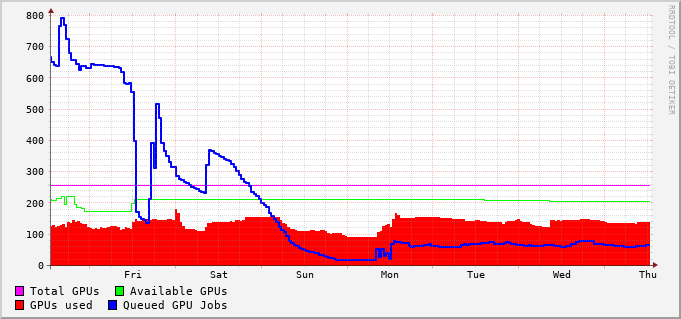 800
700
600
500
400
300
200
100
0
Fri Sat Sun Mon Tue Wed Thu
Total GPUs Available GPUs
GPUs used Queued GPU Jobs
RRDTOOL / TOBI OETIKER